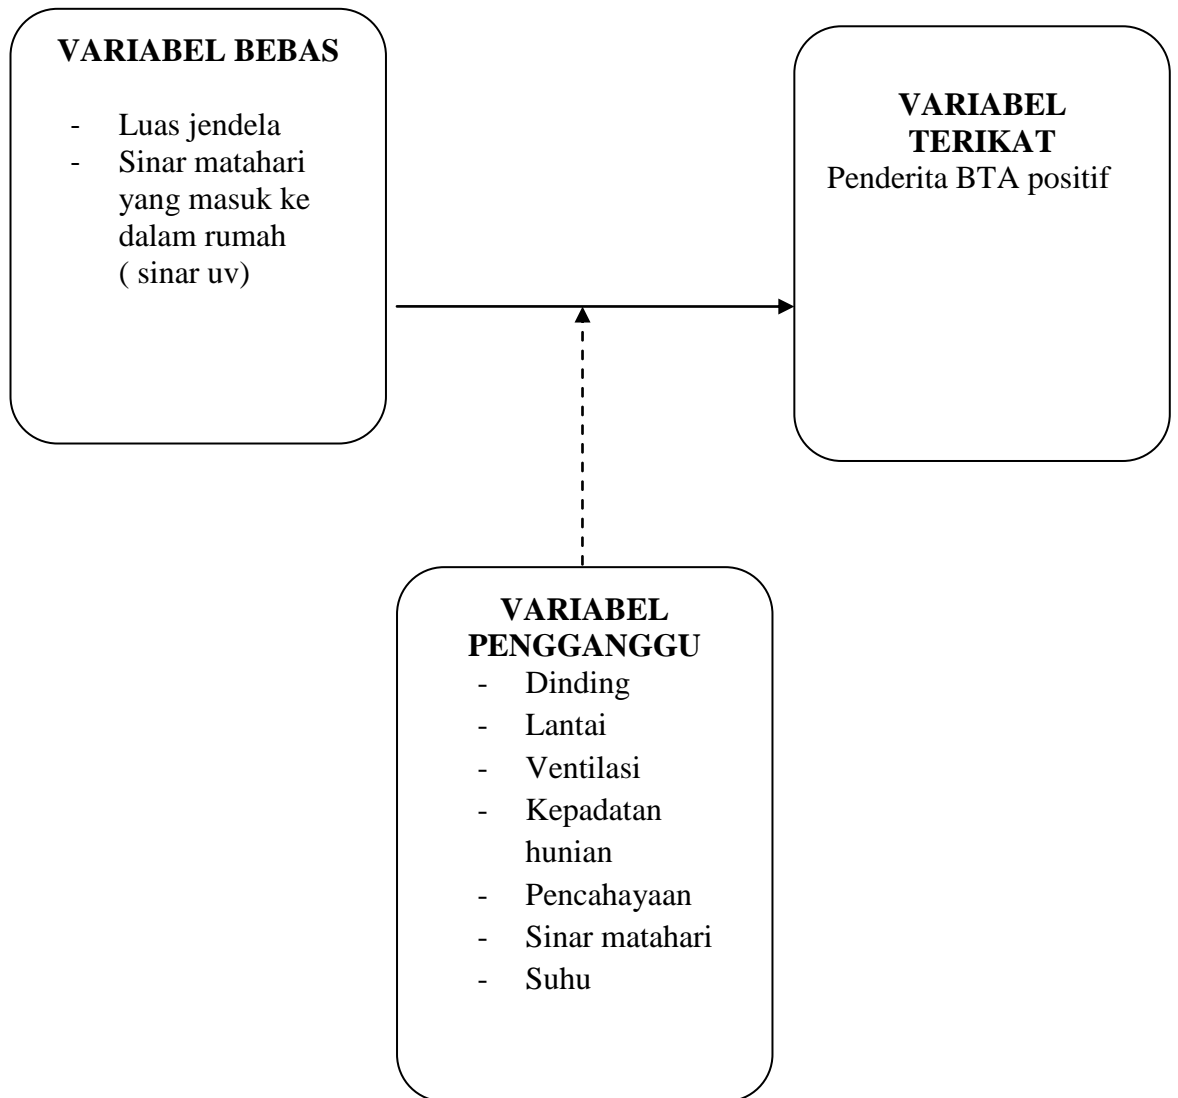 VARIABEL BEBAS
- Luas jendela
- Sinar matahari
yang masuk ke
dalam rumah
( sinar uv)
VARIABEL
TERIKAT
Penderita BTA positif
VARIABEL
PENGGANGGU
- Dinding
- Lantai
- Ventilasi
- Kepadatan
hunian
- Pencahayaan
- Sinar matahari
- Suhu